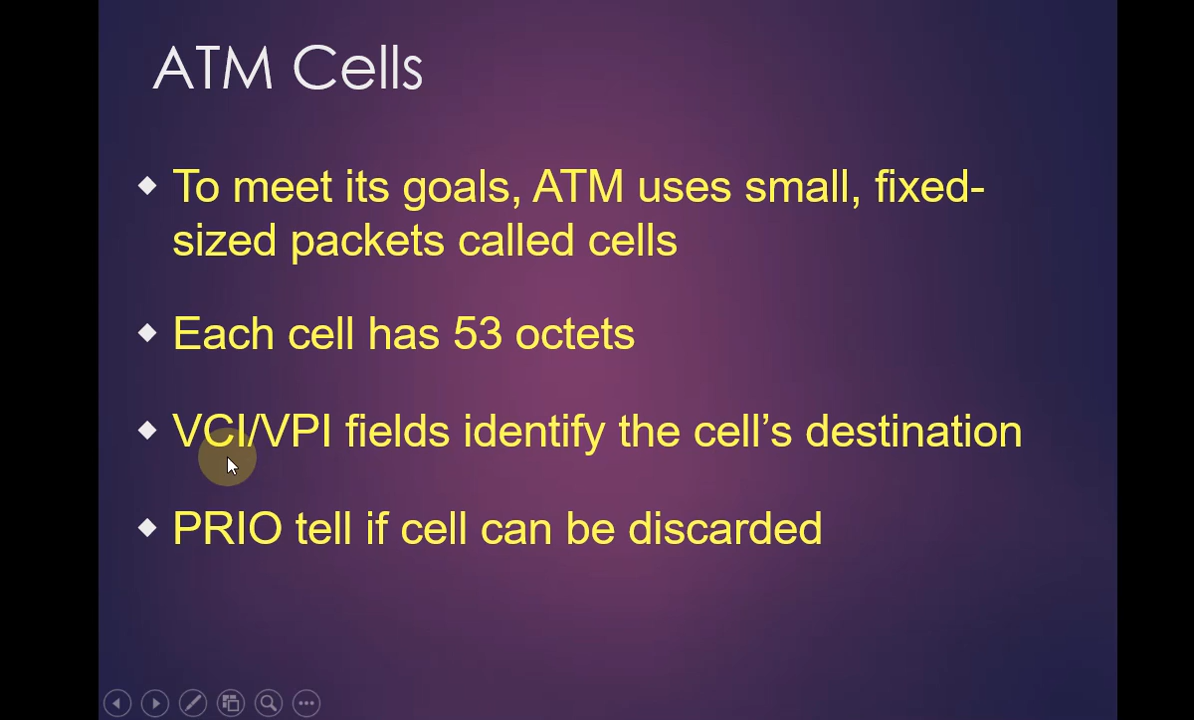 ATM Cells
To meet its goals, ATM uses small, fixed-
sized packets called cells
Each cell has 53 octets
VCI/VPI fields identify the cell’s destination
PRIO tell if cell can be discarded